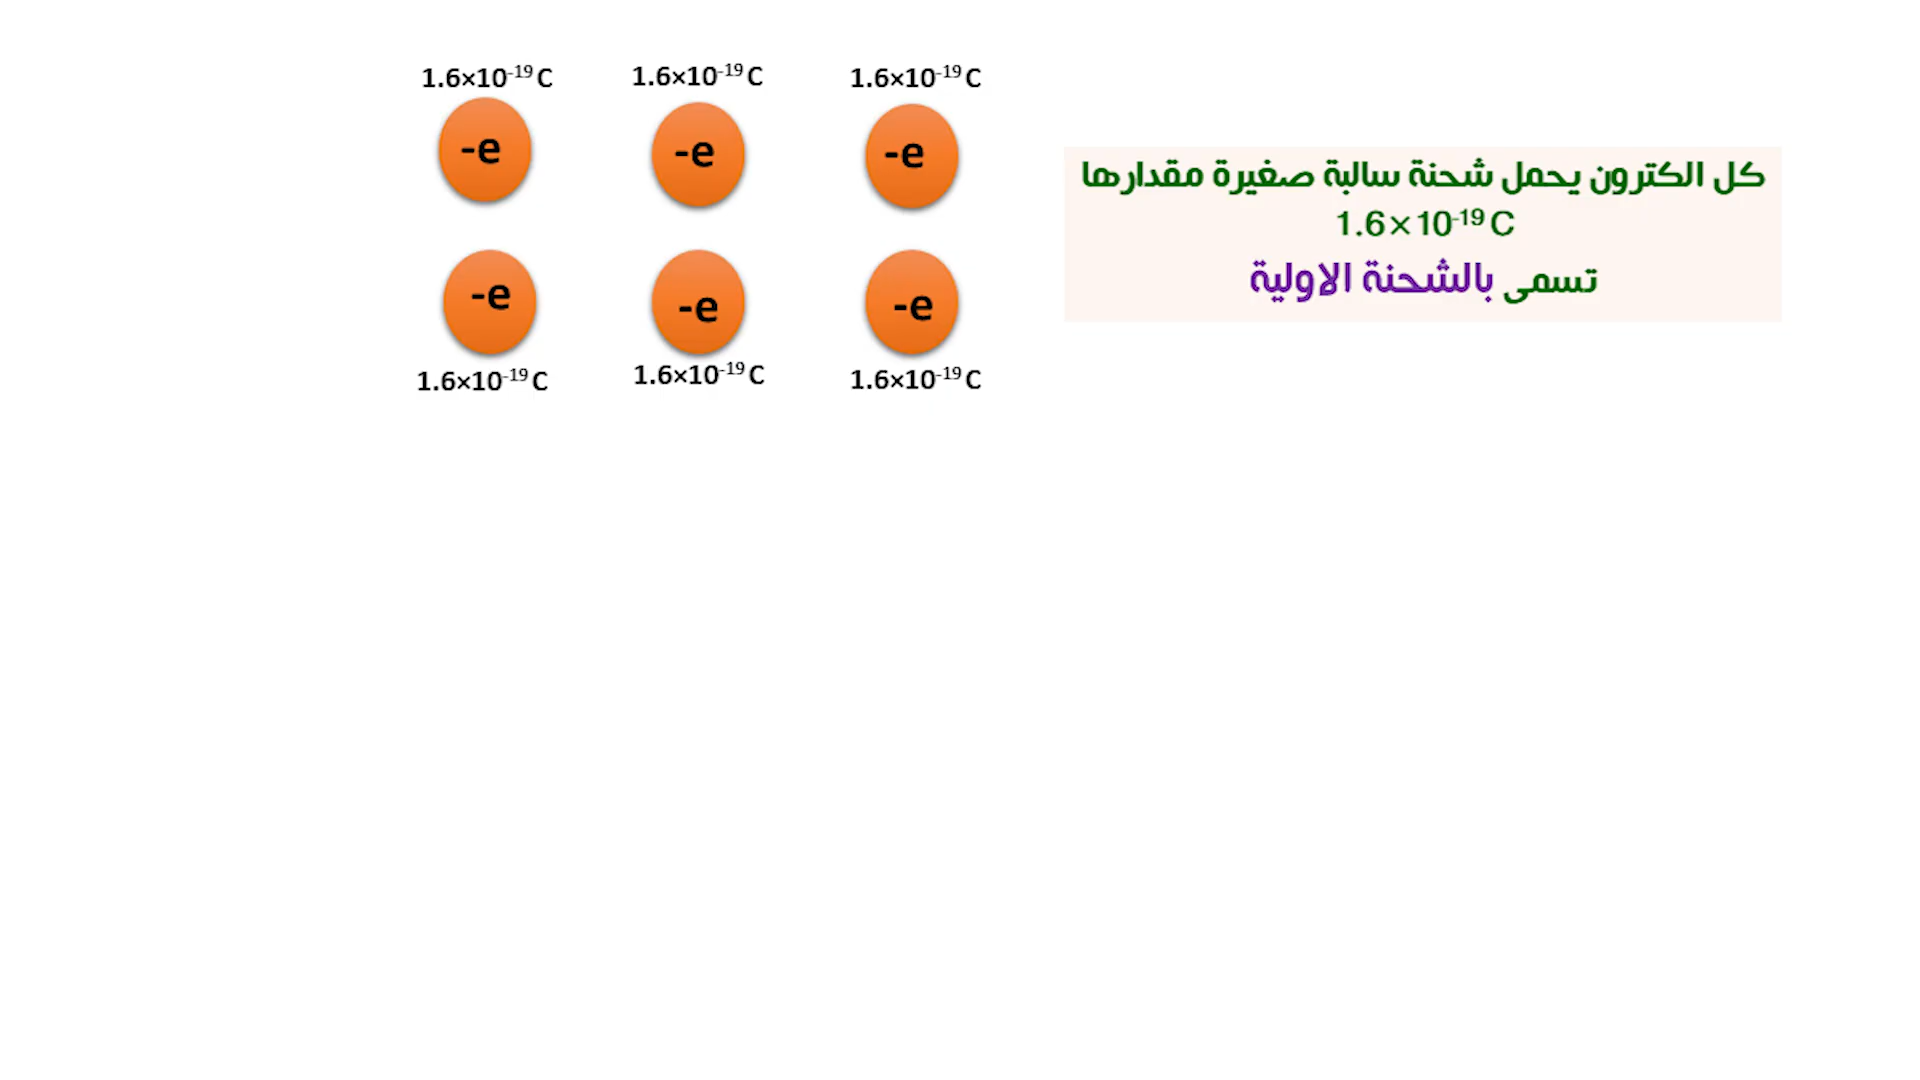 1.6×10⁻¹⁹ C
1.6×10⁻¹⁹ C
1.6×10⁻¹⁹ C
-e
-e
-e
-e
-e
-e
1.6×10⁻¹⁹ C
1.6×10⁻¹⁹ C
1.6×10⁻¹⁹ C
كل الكترون يحمل شحنة سالبة صغيرة مقدارها
1.6×10⁻¹⁹ C
تسمى بالشحنة الاولية